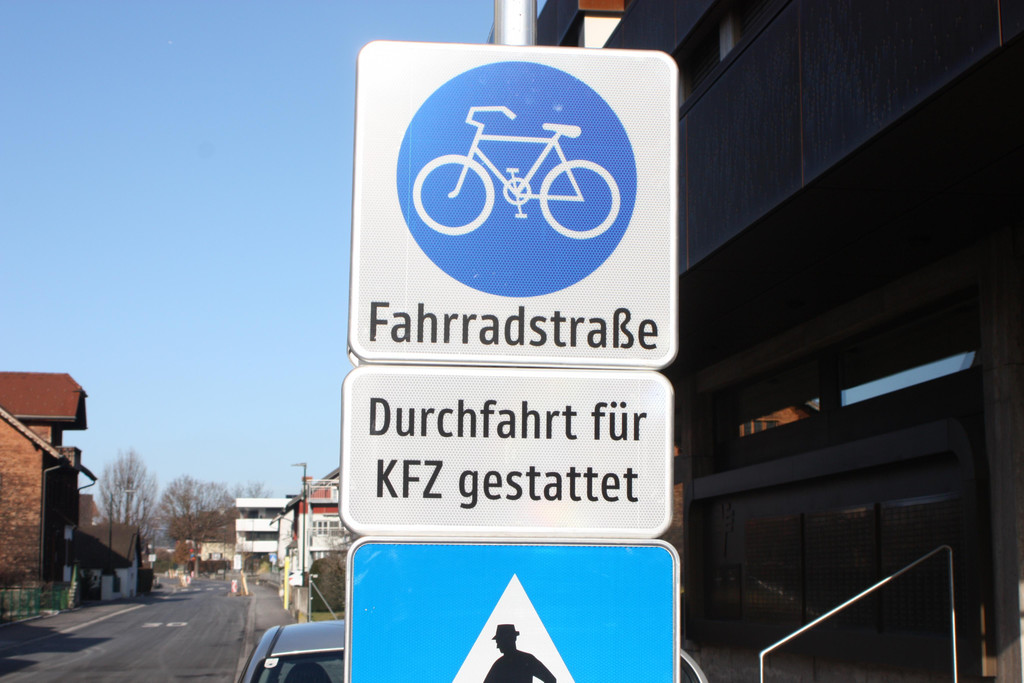 Fahrradstraße
Durchfahrt für
KFZ gestattet